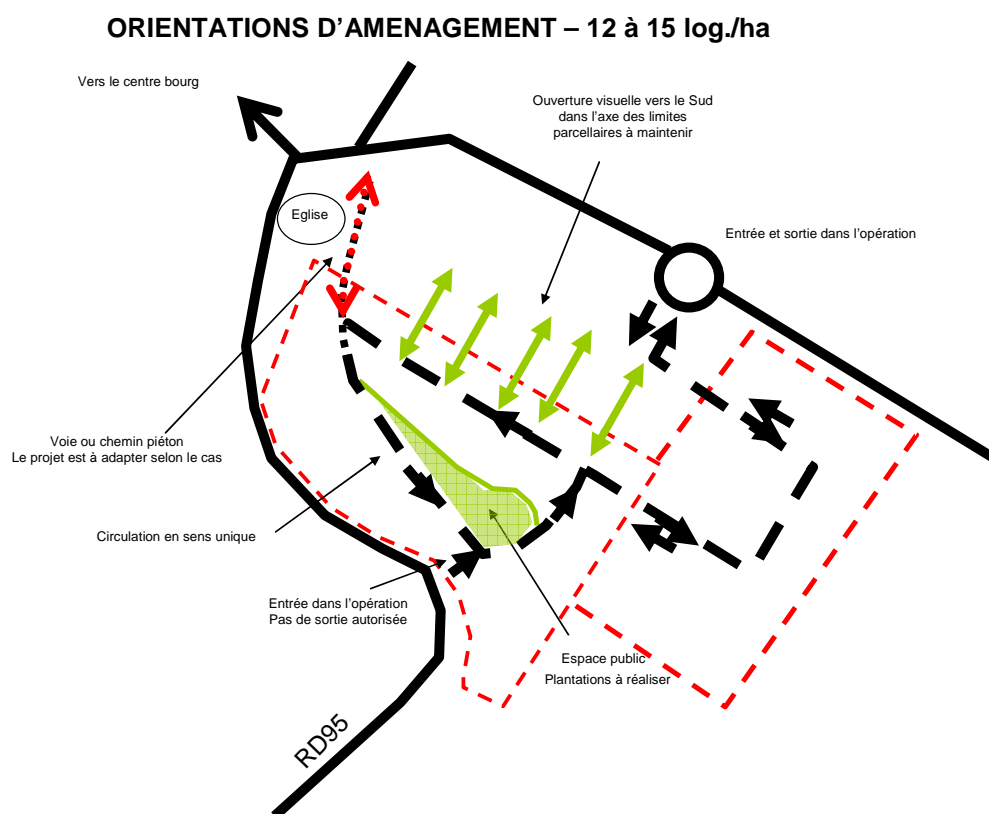 ORIENTATIONS D’AMENAGEMENT – 12 à 15 log./ha
Vers le centre bourg
Ouverture visuelle vers le Sud
dans l’axe des limites
parcellaires à maintenir
Eglise
Entrée et sortie dans l’opération
Voie ou chemin piéton
Le projet est à adapter selon le cas
Circulation en sens unique
Entrée dans l’opération
Pas de sortie autorisée
Espace public
Plantations à réaliser
RD95